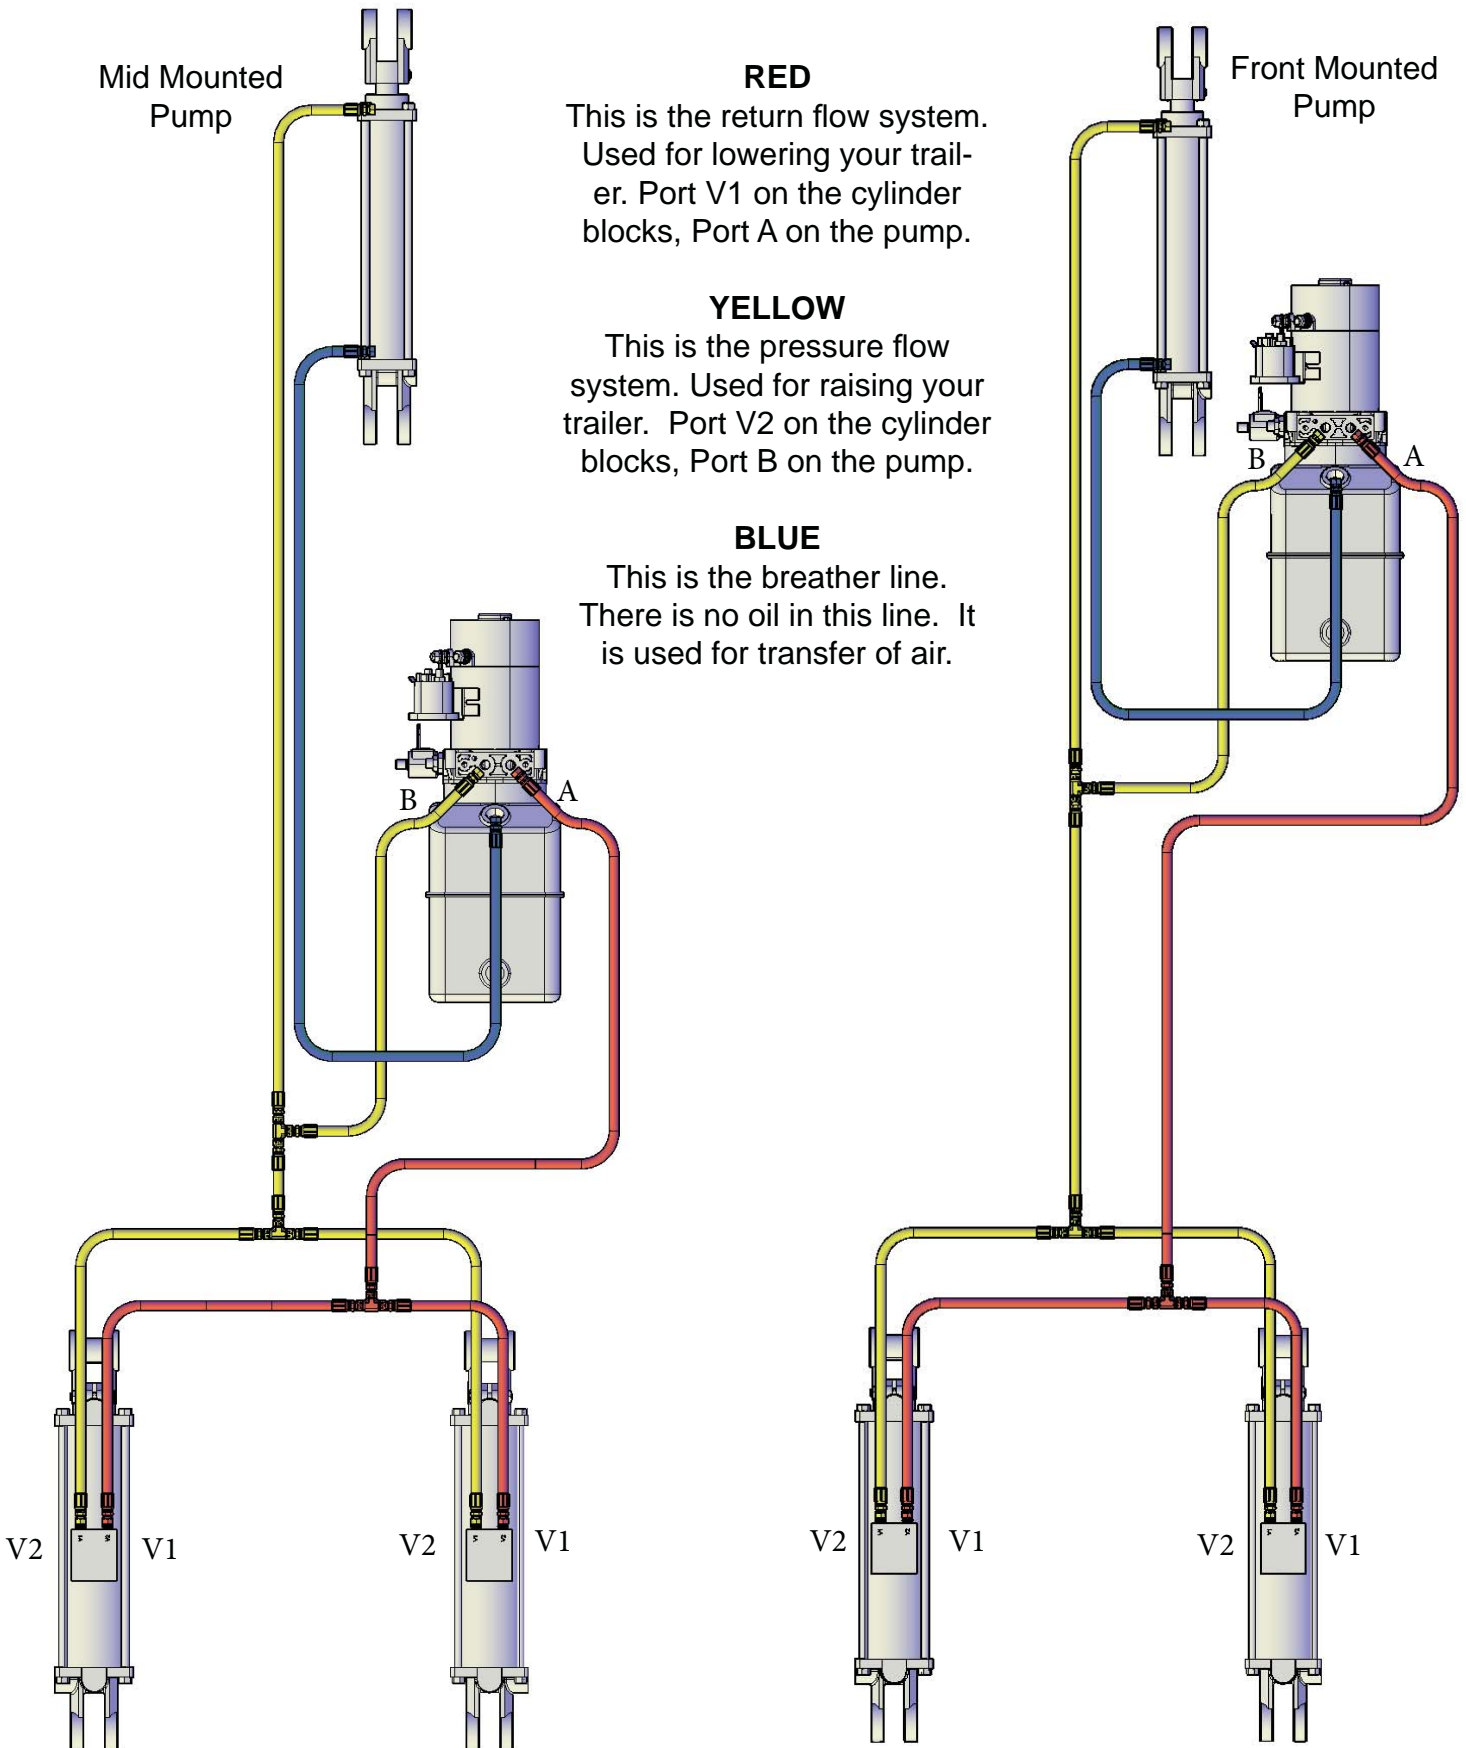 Mid Mounted
Pump
RED
This is the return flow system.
Used for lowering your trail-
er. Port V1 on the cylinder
blocks, Port A on the pump.
YELLOW
This is the pressure flow
system. Used for raising your
trailer.  Port V2 on the cylinder
blocks, Port B on the pump.
BLUE
This is the breather line.
There is no oil in this line.  It
is used for transfer of air.
Front Mounted
Pump
B
A
B
A
V2
V1
V2
V1
V2
V1
V2
V1